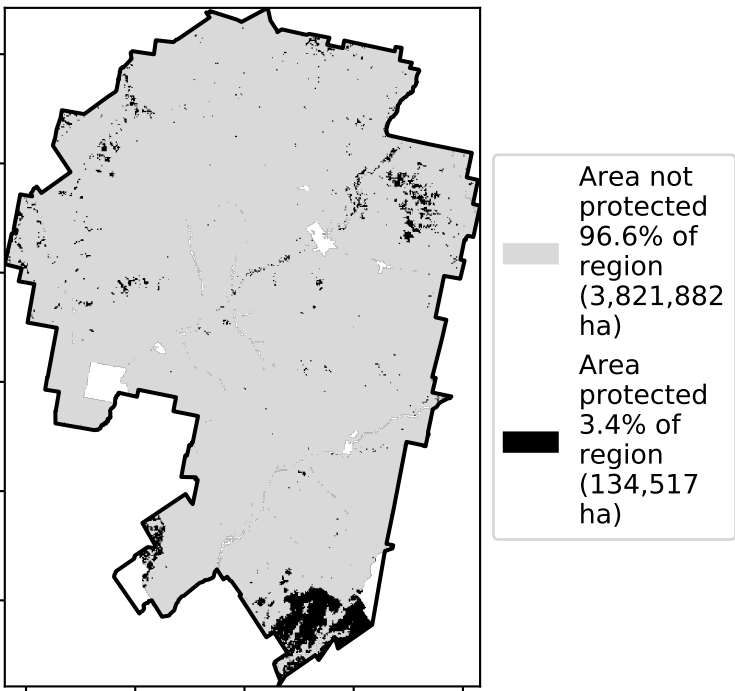 Area not
protected
96.6% of
region
(3,821,882
ha)
Area
protected
3.4% of
region
(134,517
ha)